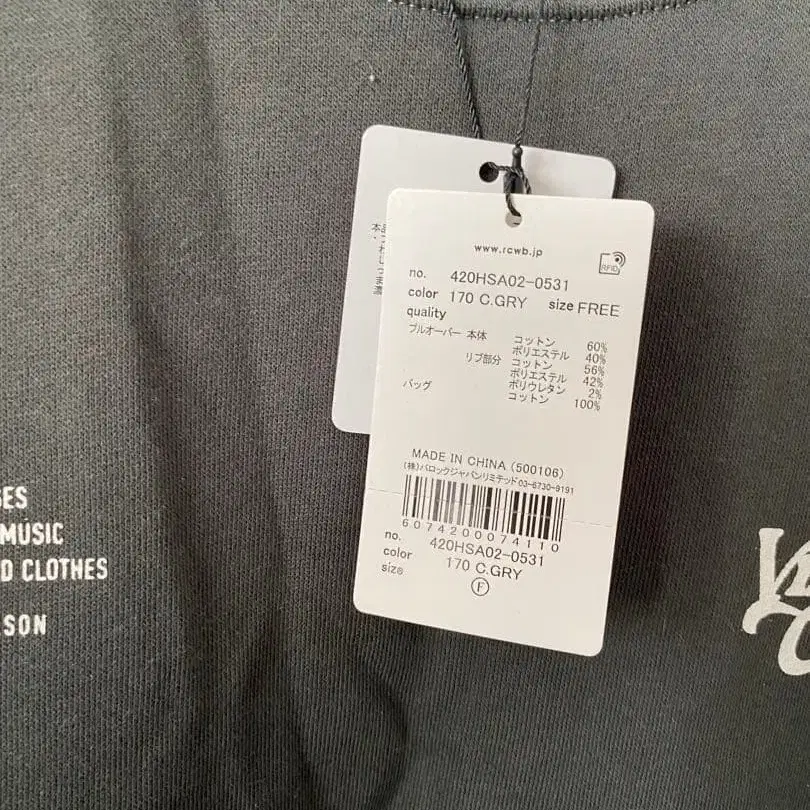 www.rcwb.jp
RFID
no. 420HSA02-0531
color 170 C.GRY size FREE
quality
プルオーバー 本体 コットン 60%
ポリエステル 40%
リブ部分 コットン 56%
ポリエステル 42%
ポリウレタン 2%
バッグ コットン 100%
MADE IN CHINA (500106)
(株)バロックジャパンリミテッド03-6730-9191
6074200074110
no. 420HSA02-0531
color 170 C.GRY
size F
MUSIC
D CLOTHES
SON